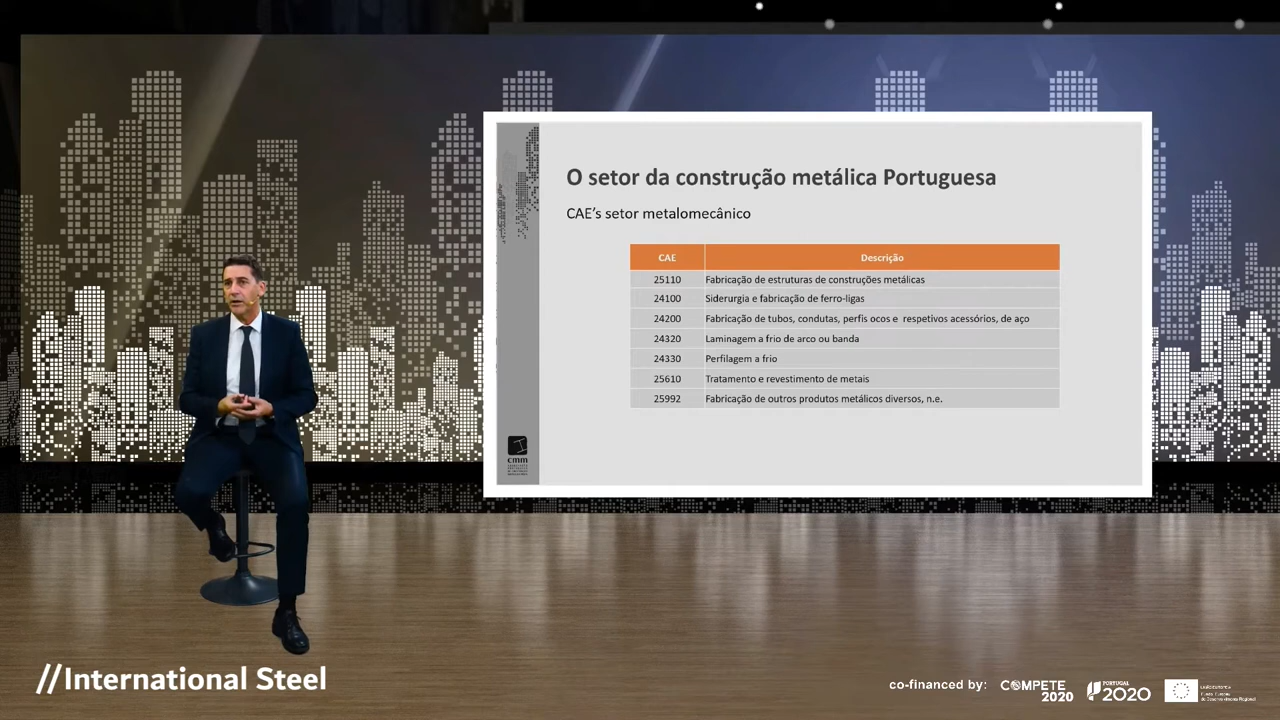 O setor da construção metálica Portuguesa
CAE's setor metalomecânico
CAE Descrição
25110 Fabricação de estruturas de construções metálicas
24100 Siderurgia e fabricação de ferro-ligas
24200 Fabricação de tubos, condutas, perfis ocos e respetivos acessórios, de aço
24320 Laminagem a frio de arco ou banda
24330 Perfilagem a frio
25610 Tratamento e revestimento de metais
25992 Fabricação de outros produtos metálicos diversos, n.e.
cmm
//International Steel
co-financed by:
COMPETE
2020
PORTUGAL
2020